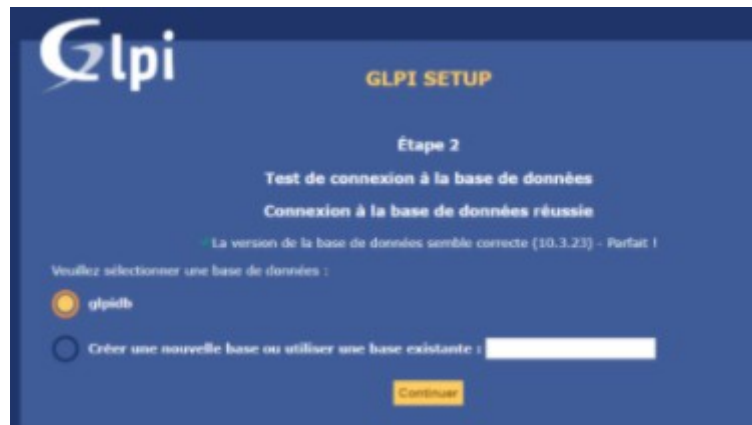 Glpi
GLPI SETUP
Étape 2
Test de connexion à la base de données
Connexion à la base de données réussie
La version de la base de données semble correcte (10.3.23) - Parfait !
Veuillez sélectionner une base de données :
glpidb
Créer une nouvelle base ou utiliser une base existante :
Continuer